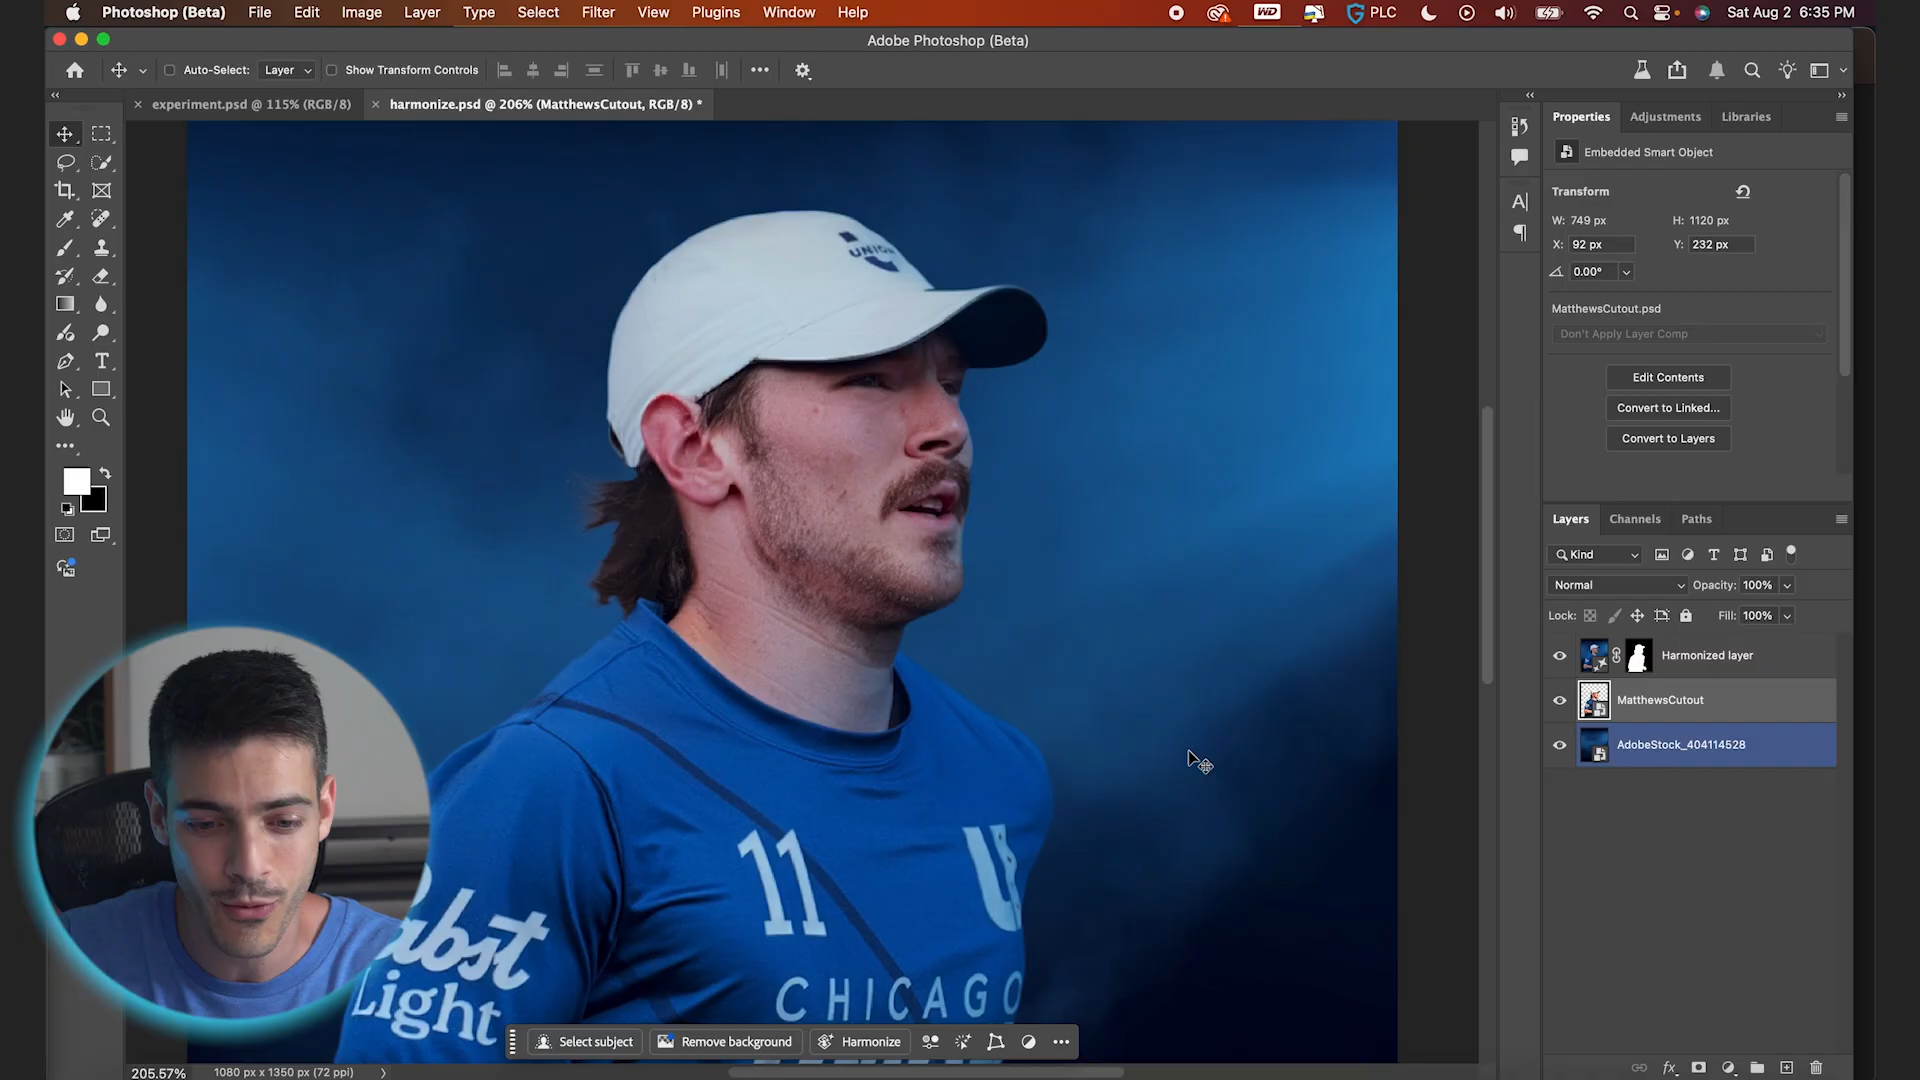 Photoshop (Beta) File Edit Image Layer Type Select Filter View Plugins Window Help WD PLC Sat Aug 2 6:35 PM
Adobe Photoshop (Beta)
Auto-Select: Layer Show Transform Controls
experiment.psd @ 115% (RGB/8) harmonize.psd @ 206% (MatthewsCutout, RGB/8) *
Properties Adjustments Libraries
Embedded Smart Object
Transform
W: 749 px H: 1120 px
X: 92 px Y: 232 px
0.00°
MatthewsCutout.psd
Don't Apply Layer Comp
Edit Contents
Convert to Linked...
Convert to Layers
Layers Channels Paths
Kind
Normal Opacity: 100%
Lock: Fill: 100%
Harmonized layer
MatthewsCutout
AdobeStock_404114528
UNION
11 U
Pabst
Light
CHICAGO
Select subject Remove background Harmonize
205.57% 1080 px x 1350 px (72 ppi)